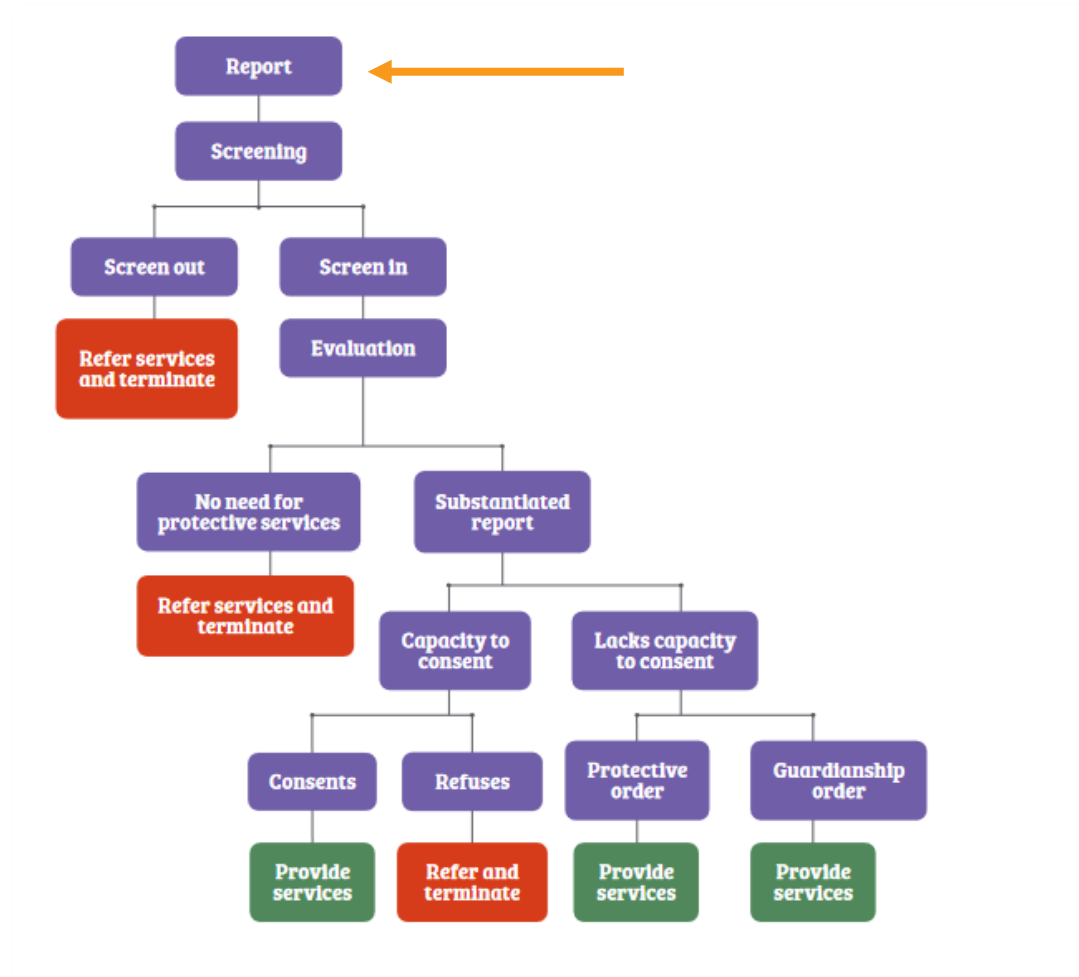 Report
Screening
Screen out
Screen in
Refer services
and terminate
Evaluation
No need for
protective services
Substantiated
report
Refer services and
terminate
Capacity to
consent
Lacks capacity
to consent
Consents
Refuses
Protective
order
Guardianship
order
Provide
services
Refer and
terminate
Provide
services
Provide
services